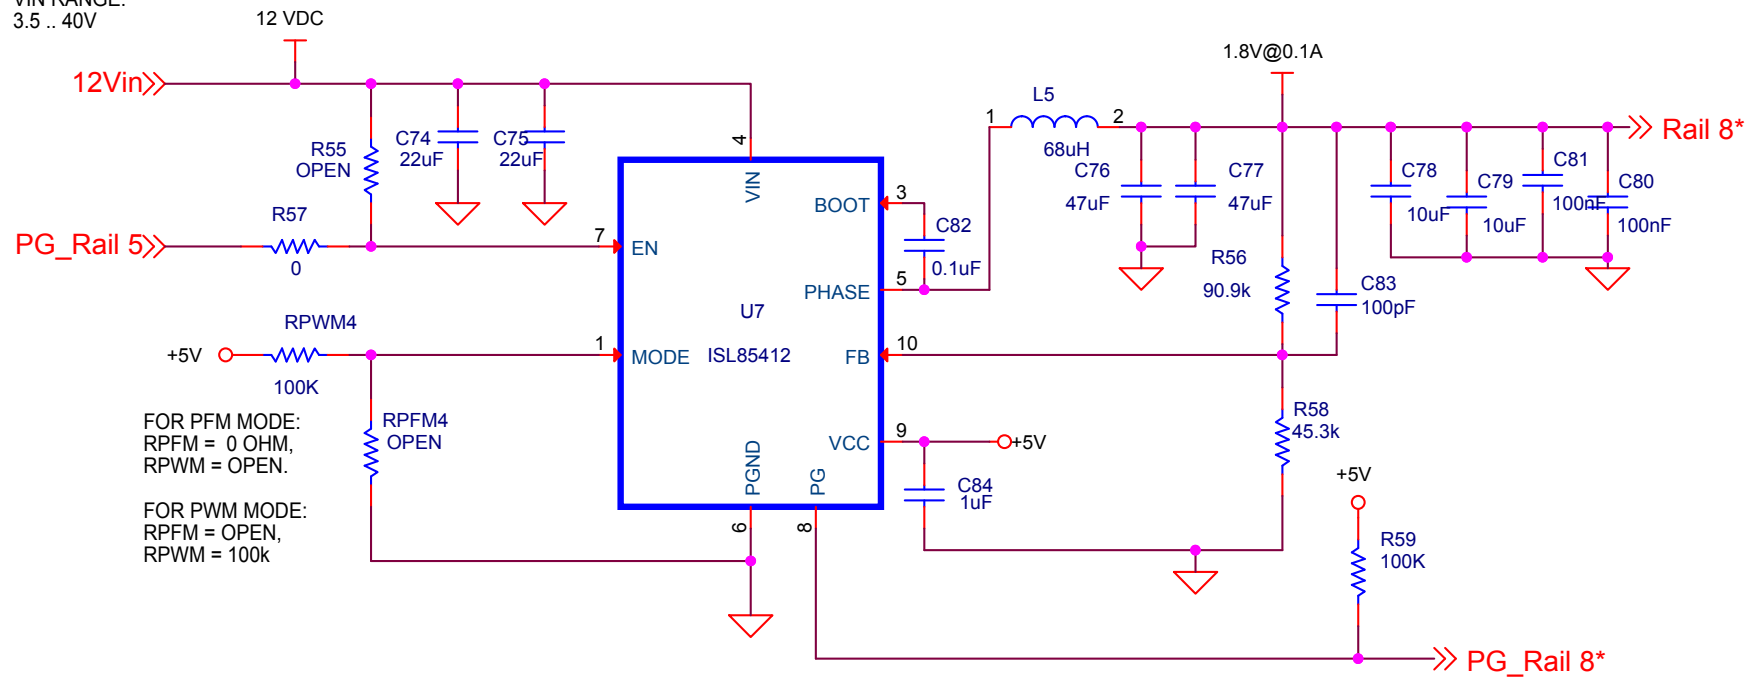 VIN RANGE:
3.5 .. 40V
12 VDC
12Vin
R55
OPEN
C74
22uF
C75
22uF
R57
0
PG_Rail 5
RPWM4
+5V
100K
RPFM4
OPEN
FOR PFM MODE:
RPFM = 0 OHM,
RPWM = OPEN.
FOR PWM MODE:
RPFM = OPEN,
RPWM = 100k
4
VIN
7
EN
1
MODE
U7
ISL85412
BOOT
3
PHASE
5
FB
10
VCC
9
PGND
6
PG
8
C82
0.1uF
1
L5
2
68uH
1.8V@0.1A
C76
47uF
C77
47uF
R56
90.9k
C83
100pF
C78
10uF
C79
10uF
C81
100nF
C80
100nF
Rail 8*
+5V
C84
1uF
R58
45.3k
+5V
R59
100K
PG_Rail 8*